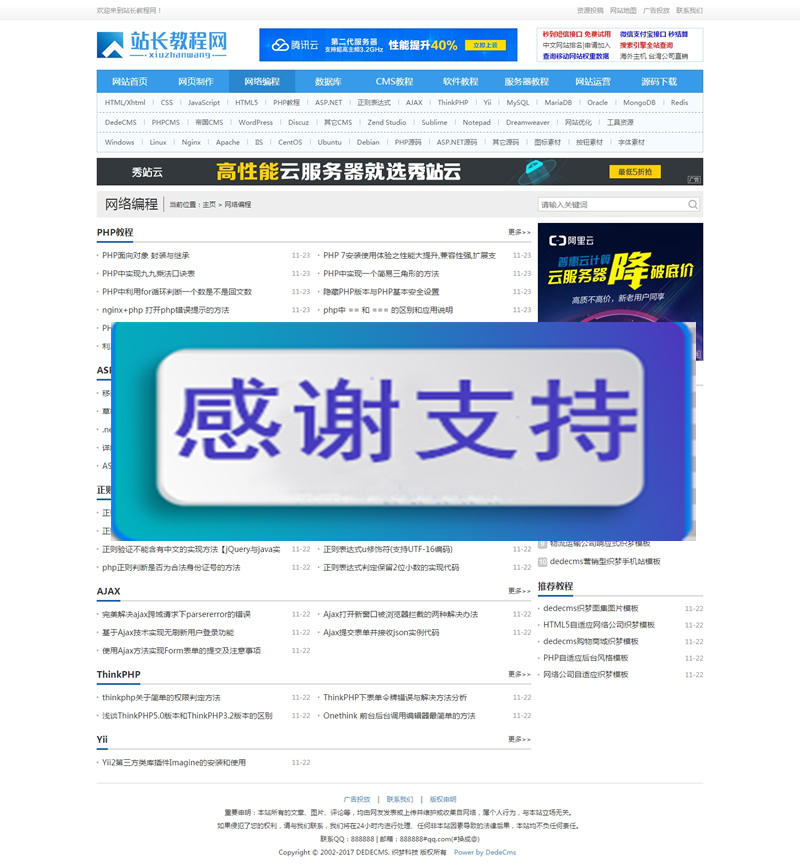 欢迎来到站长教程网！
资源投稿 网站地图 广告投放 联系我们
站长教程网
xiuzhanwang
腾讯云 第二代服务器 支持超高主频3.2GHz 性能提升40% 立即上云
秒到短信接口 免费试用 微信支付宝接口 秒结算
中文网站排名|申请加入 搜索引擎全站查询
查询移动网站权重数据 海外主机 台湾公司直销
网站首页 网页制作 网络编程 数据库 CMS教程 软件教程 服务器教程 网站运营 源码下载
HTML/Xhtml | CSS | JavaScript | HTML5 | PHP教程 | ASP.NET | 正则表达式 | AJAX | ThinkPHP | Yii | MySQL | MariaDB | Oracle | MongoDB | Redis
DedeCMS | PHPCMS | 帝国CMS | WordPress | Discuz | 其它CMS | Zend Studio | Sublime | Notepad | Dreamweaver | 网站优化 | 工具资源
Windows | Linux | Nginx | Apache | IIS | CentOS | Ubuntu | Debian | PHP源码 | ASP.NET源码 | 其它源码 | 图标素材 | 按钮素材 | 字体素材
秀站云 高性能云服务器就选秀站云 最低5折抢
广告
网络编程 当前位置：主页 > 网络编程
请输入关键词
PHP教程 更多>>
PHP面向对象 封装与继承 11-23
PHP 7安装使用体验之性能大提升,兼容性强,扩展支 11-23
PHP中实现九九乘法口诀表 11-23
PHP中实现一个简易三角形的方法 11-23
PHP中利用for循环判断一个数是不是回文数 11-23
隐藏PHP版本与PHP基本安全设置 11-23
nginx+php 打开php错误提示的方法 11-23
php中 == 和 === 的区别和应用说明 11-23
阿里云
普惠云计算
云服务器降破底价
高质不高价，新老用户同享
感谢支持
正则验证不能含有中文的实现方法【jQuery与java实 11-22
正则表达式u修饰符(支持UTF-16编码) 11-22
php正则判断是否为合法身份证号的方法 11-22
正则表达式判定保留2位小数的实现代码 11-22
9 物流运输公司响应式织梦模板
10 dedecms营销型织梦手机站模板
AJAX 更多>>
完美解决ajax跨域请求下parsererror的错误 11-22
Ajax打开新窗口被浏览器拦截的两种解决办法 11-22
基于Ajax技术实现无刷新用户登录功能 11-22
Ajax提交表单并接收json实例代码 11-22
使用Ajax方法实现Form表单的提交及注意事项 11-22
推荐教程
dedecms织梦图集图片模板 11-22
HTML5自适应网络公司织梦模板 11-22
dedecms购物商城织梦模板 11-22
PHP自适应后台风格模板 11-22
网络公司自适应织梦模板 11-22
ThinkPHP 更多>>
thinkphp关于简单的权限判定方法 11-22
ThinkPHP下表单令牌错误与解决方法分析 11-22
浅谈ThinkPHP5.0版本和ThinkPHP3.2版本的区别 11-22
Onethink 前台后台调用编辑器最简单的方法 11-22
Yii 更多>>
Yii2第三方类库插件Imagine的安装和使用 11-22
广告投放 | 联系我们 | 版权申明
重要申明：本站所有的文章、图片、评论等，均由网友发表或上传并维护或收集自网络，属个人行为，与本站立场无关。
如果侵犯了您的权利，请与我们联系，我们将在24小时内进行处理、任何非本站因素导致的法律后果，本站均不负任何责任。
联系QQ：888888 | 邮箱：888888#qq.com(#换成@)
Copyright © 2002-2017 DEDECMS. 织梦科技 版权所有 Power by DedeCms